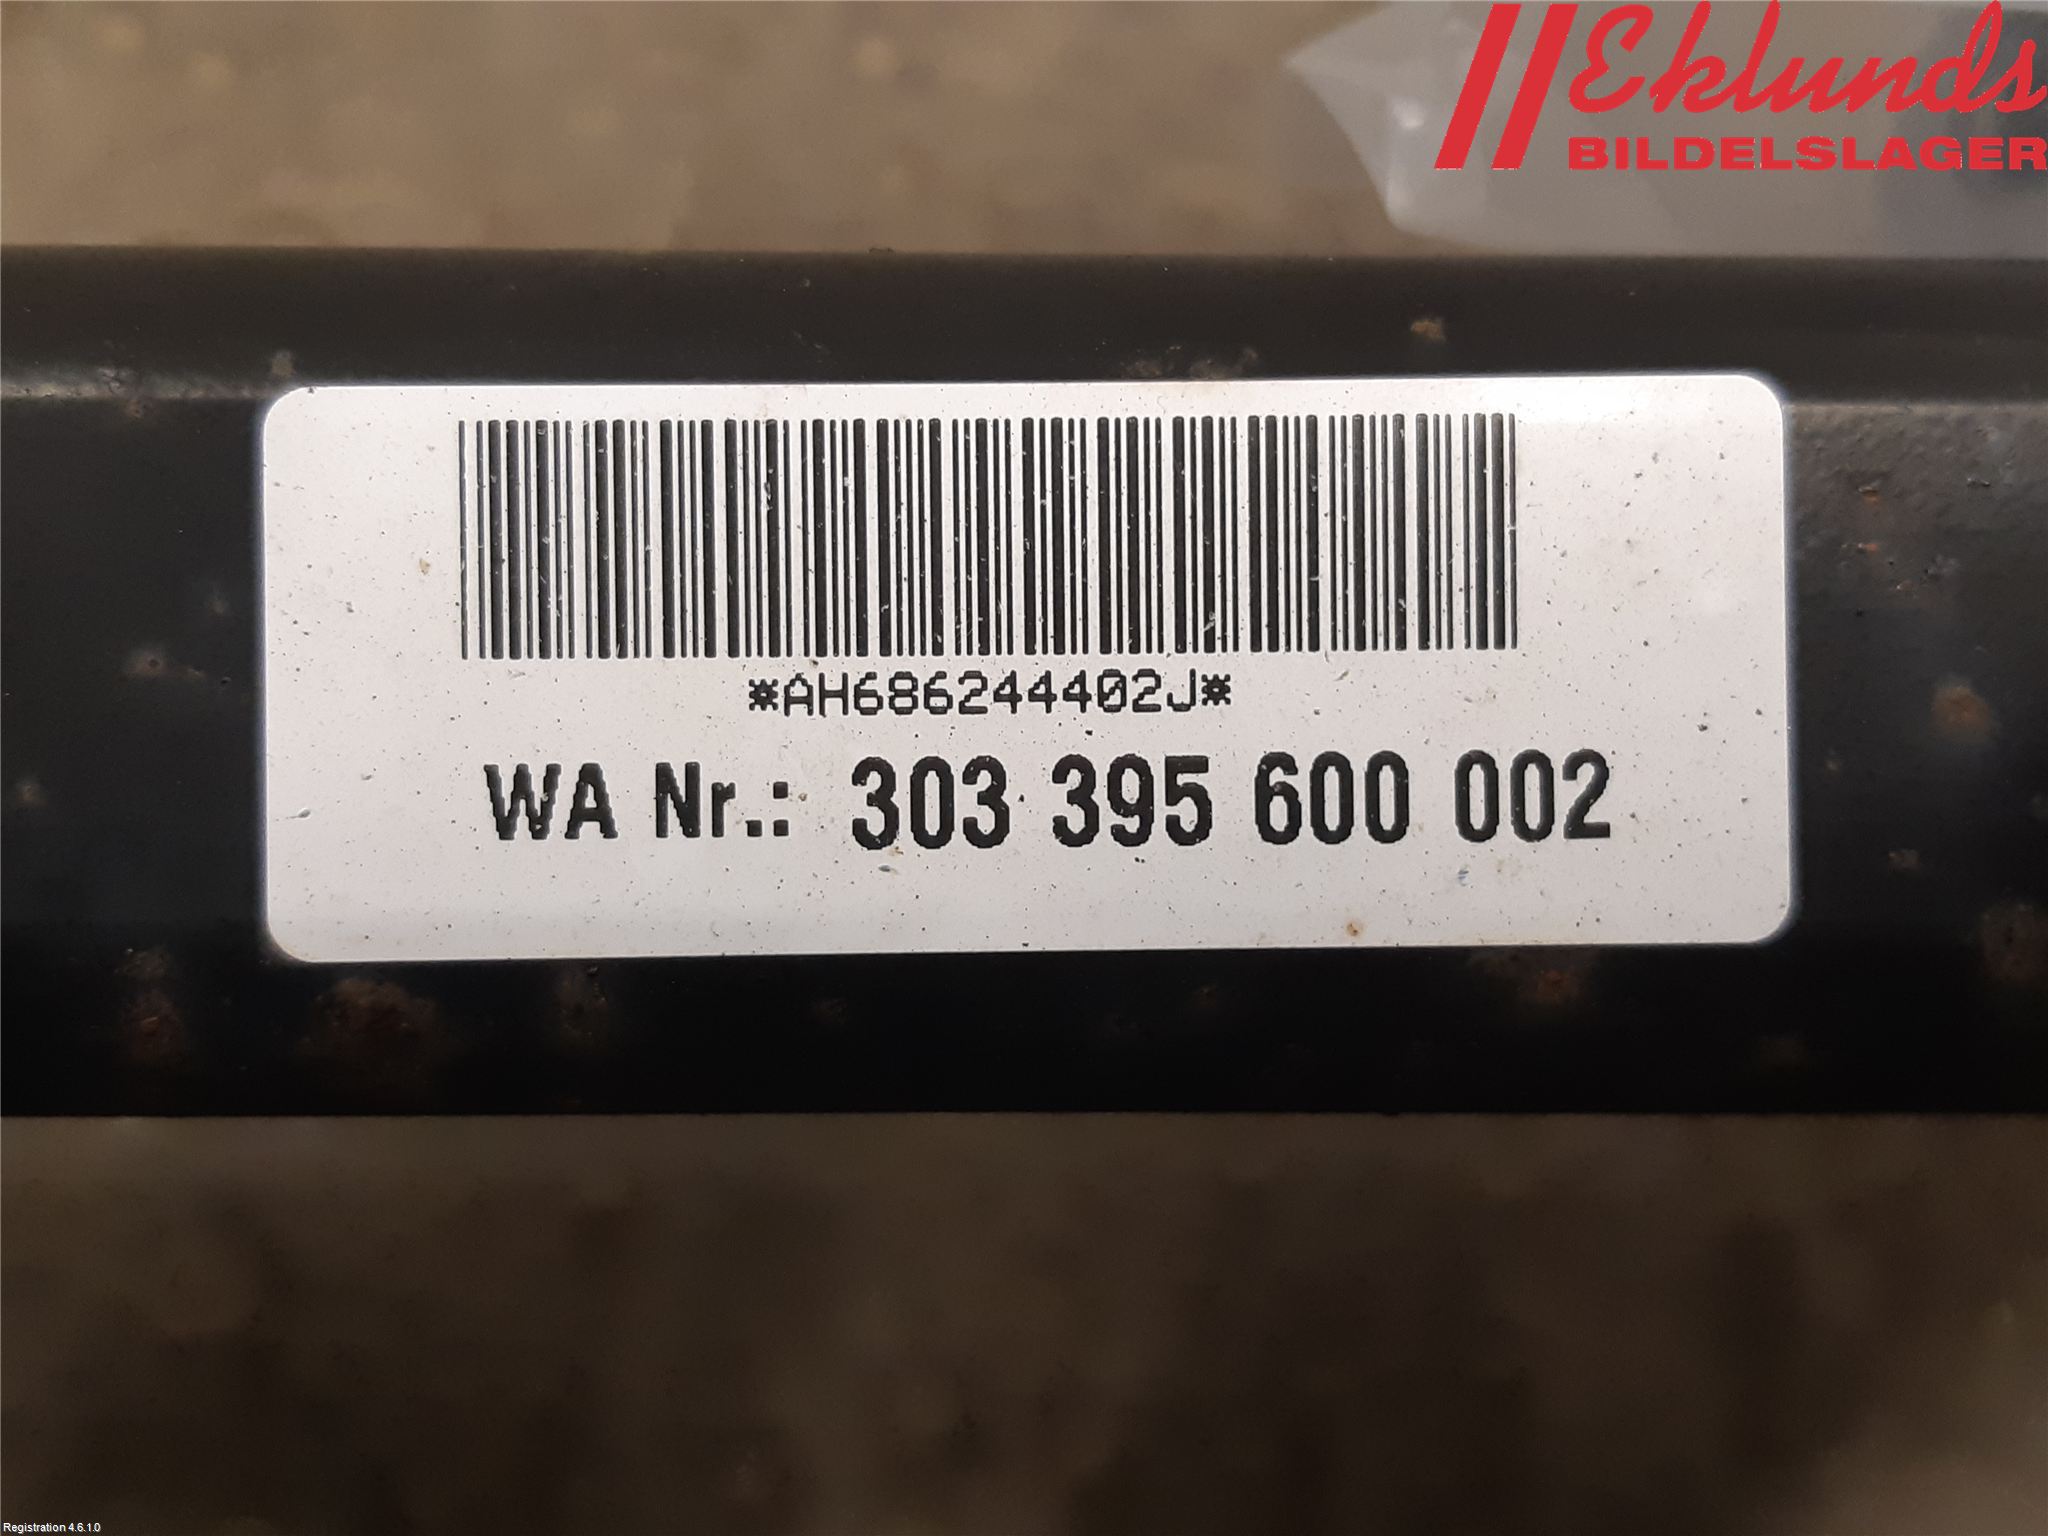 Eklunds
BILDELSLAGER
*AH686244402J*
WA Nr.: 303 395 600 002
Registration 4.6.1.0